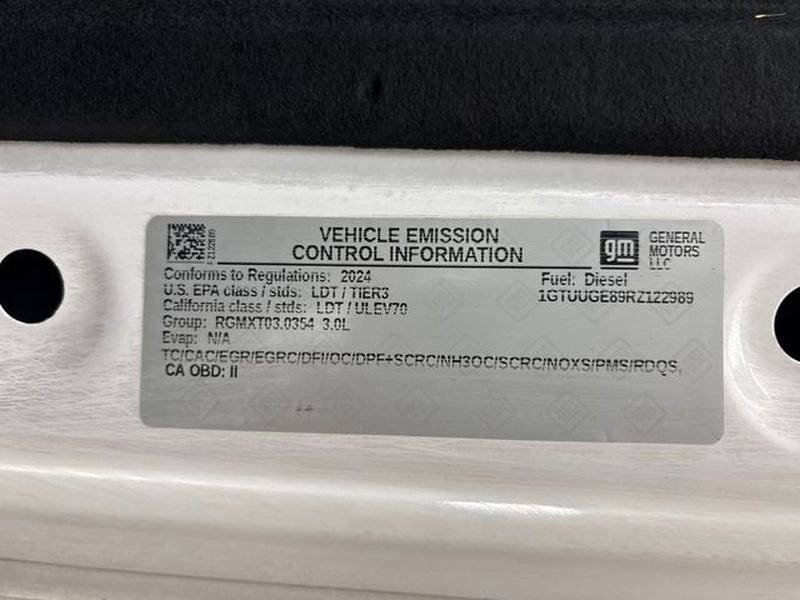 VEHICLE EMISSION
CONTROL INFORMATION
gm GENERAL
MOTORS
LLC
Conforms to Regulations: 2024
U.S. EPA class / stds: LDT / TIER3
California class / stds: LDT / ULEV70
Group: RGMXT03.0354 3.0L
Evap: N/A
Fuel: Diesel
1GTUUGE89RZ122989
TC/CAC/EGR/EGRC/DFI/OC/DPF+SCRC/NH3OC/SCRC/NOXS/PMS/RDQS,
CA OBD: II